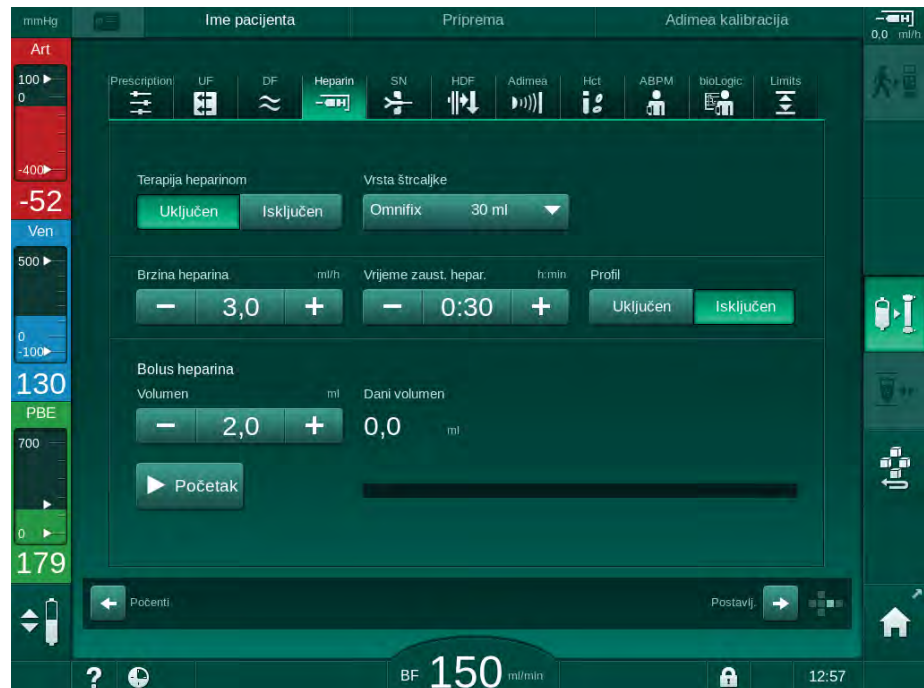 mmHg Ime pacijenta Priprema Adimea kalibracija 0,0 ml/h
Art
100
0
-400
-52
Ven
500
0
-100
130
PBE
700
0
179
Prescription UF DF Heparin SN HDF Adimea Hct ABPM bioLogic Limits
Terapija heparinom Vrsta štrcaljke
Uključen Isključen Omnifix 30 ml
Brzina heparina ml/h Vrijeme zaust. hepar. h:min Profil
− 3,0 + − 0:30 + Uključen Isključen
Bolus heparina
Volumen ml Dani volumen
− 2,0 + 0,0 ml
Početak
Počenti Postavlj.
? BF 150 ml/min 12:57